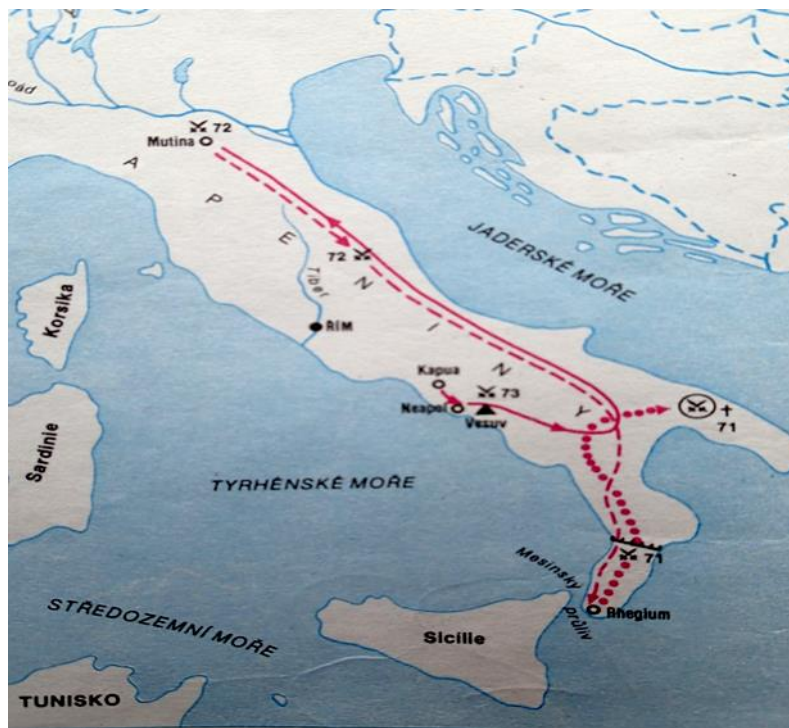 Pád
72
Mutina
APENINY
JADERSKÉ MOŘE
72
Tiber
Korsika
ŘÍM
Kapua
73
Neapol
Vesuv
71
Sardinie
TYRHÉNSKÉ MOŘE
71
Mesinský
průliv
Rhegium
STŘEDOZEMNÍ MOŘE
Sicílie
TUNISKO